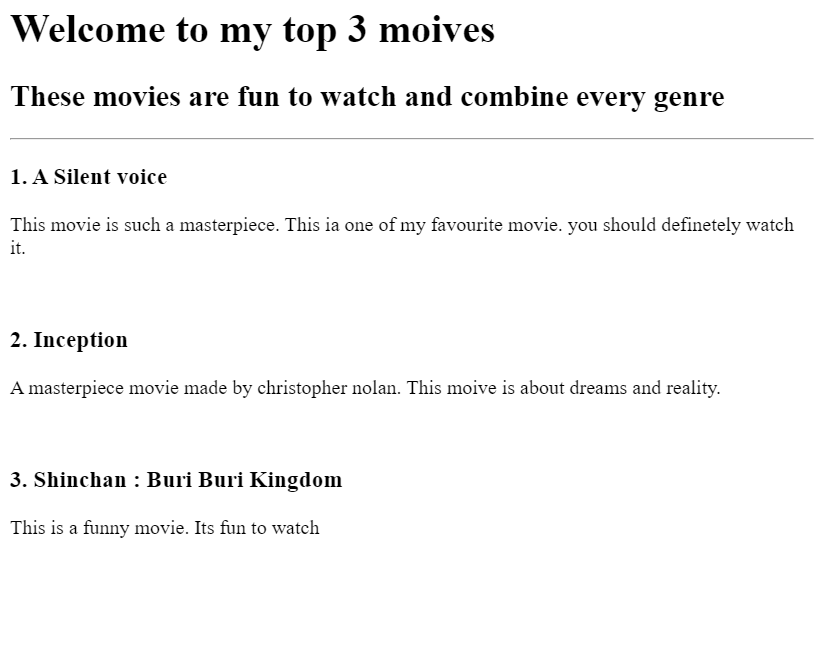 Welcome to my top 3 moives
These movies are fun to watch and combine every genre
1. A Silent voice
This movie is such a masterpiece. This ia one of my favourite movie. you should definetely watch
it.
2. Inception
A masterpiece movie made by christopher nolan. This moive is about dreams and reality.
3. Shinchan : Buri Buri Kingdom
This is a funny movie. Its fun to watch